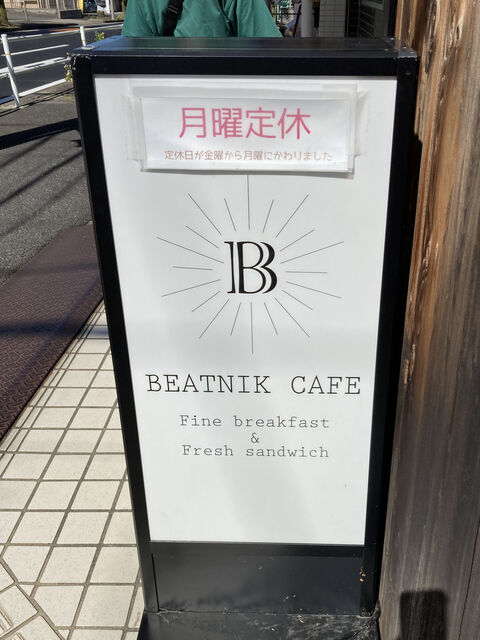 月曜定休
定休日が金曜から月曜にかわりました
B
BEATNIK CAFE
Fine breakfast
&
Fresh sandwich